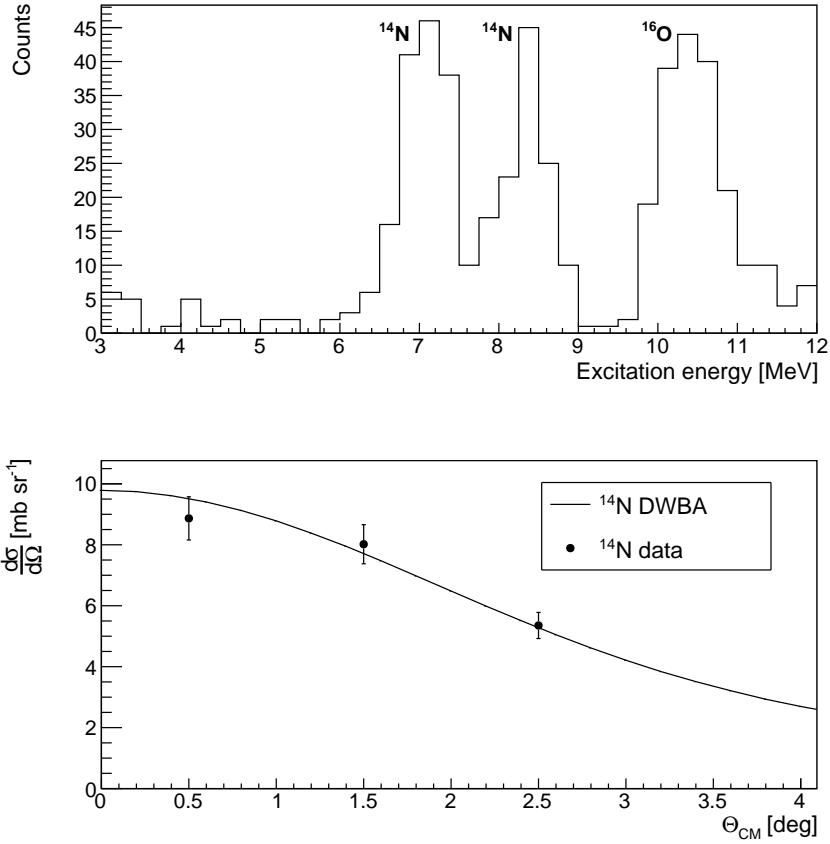 Counts
45
40
35
30
25
20
15
10
5
0
¹⁴N
¹⁴N
¹⁶O
3 4 5 6 7 8 9 10 11 12
Excitation energy [MeV]
dσ/dΩ [mb sr⁻¹]
10
8
6
4
2
0
¹⁴N DWBA
¹⁴N data
0 0.5 1 1.5 2 2.5 3 3.5 4
Θ_CM [deg]